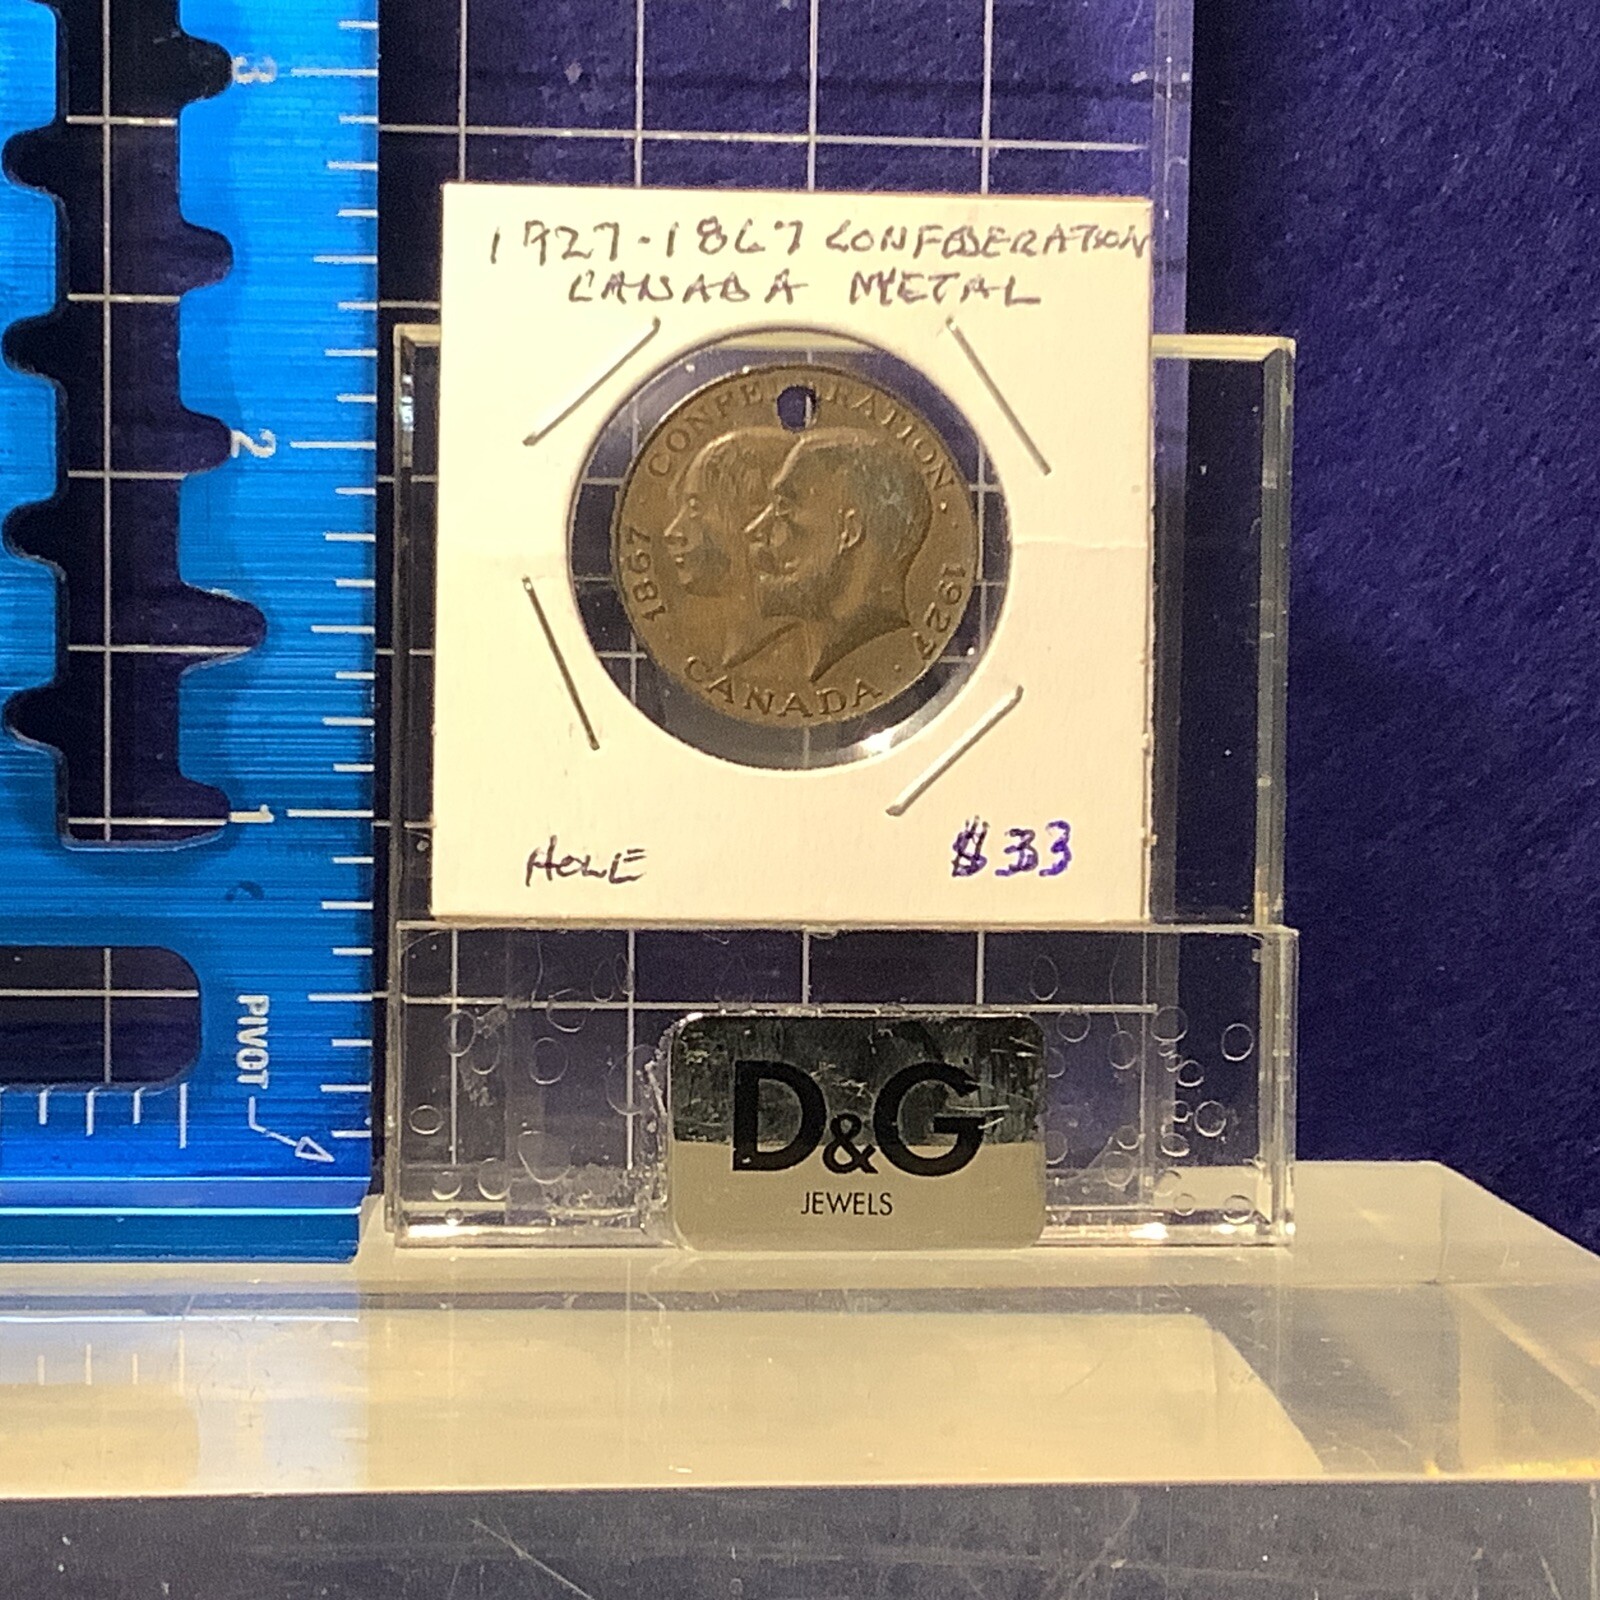 3
2
1
PIVOT
1927-1867 CONFEDERATION
CANADA METAL
CONFEDERATION
1867
1927
CANADA
HOLE
$33
D&G
JEWELS